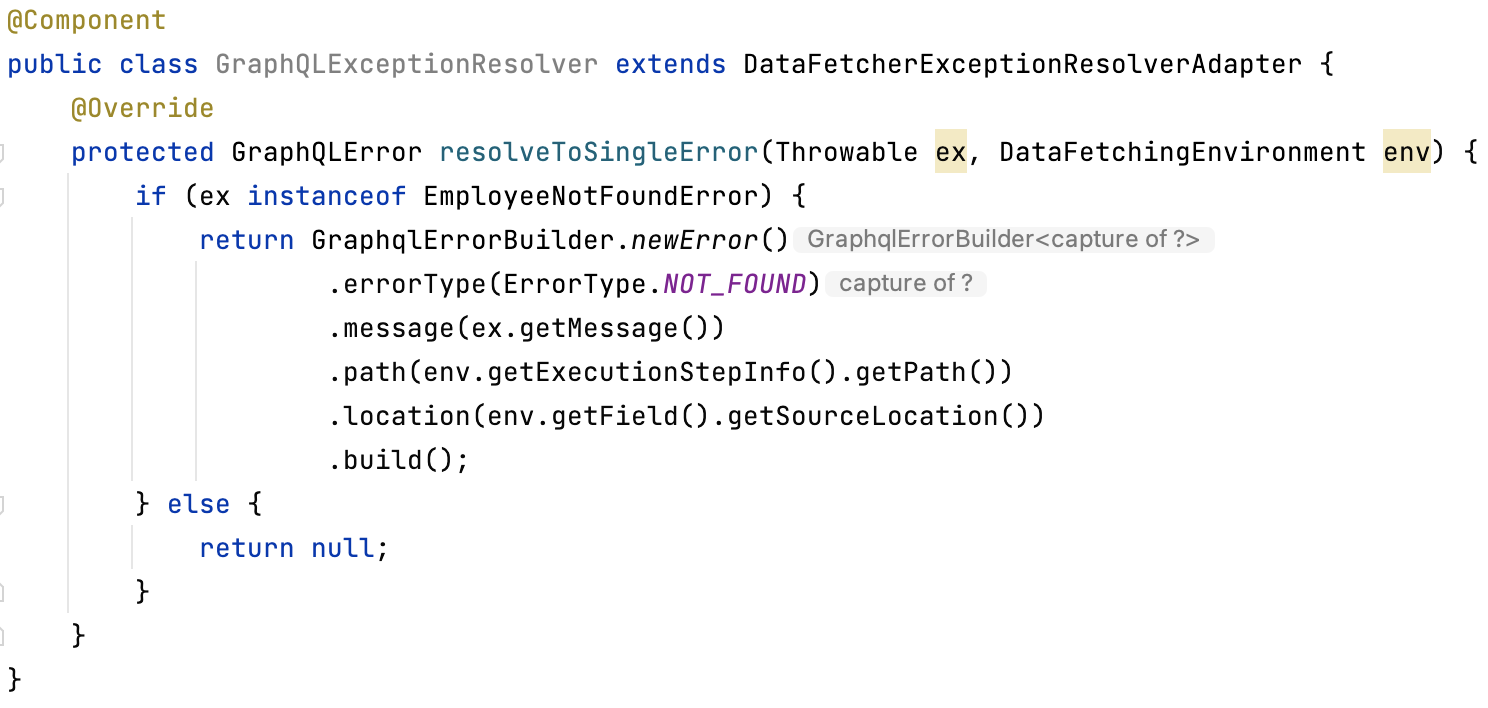 @Component
public class GraphQLExceptionResolver extends DataFetcherExceptionResolverAdapter {
    @Override
    protected GraphQLError resolveToSingleError(Throwable ex, DataFetchingEnvironment env) {
        if (ex instanceof EmployeeNotFoundError) {
            return GraphqlErrorBuilder.newError() GraphqlErrorBuilder<capture of ?>
                    .errorType(ErrorType.NOT_FOUND) capture of ?
                    .message(ex.getMessage())
                    .path(env.getExecutionStepInfo().getPath())
                    .location(env.getField().getSourceLocation())
                    .build();
        } else {
            return null;
        }
    }
}